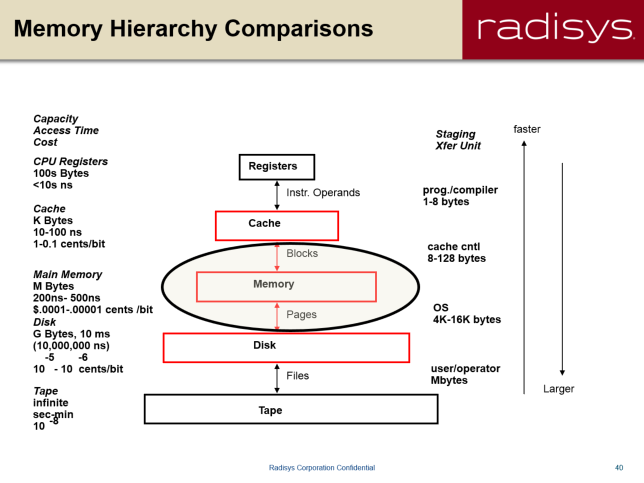 Memory Hierarchy Comparisons
radisys.
Capacity
Access Time
Cost
CPU Registers
100s Bytes
<10s ns
Cache
K Bytes
10-100 ns
1-0.1 cents/bit
Main Memory
M Bytes
200ns- 500ns
$.0001-.00001 cents /bit
Disk
G Bytes, 10 ms
(10,000,000 ns)
-5 -6
10 - 10 cents/bit
Tape
infinite
sec-min
10 -8
Registers
Instr. Operands
Cache
Blocks
Memory
Pages
Disk
Files
Tape
Staging
Xfer Unit
prog./compiler
1-8 bytes
cache cntl
8-128 bytes
OS
4K-16K bytes
user/operator
Mbytes
faster
Larger
Radisys Corporation Confidential
40